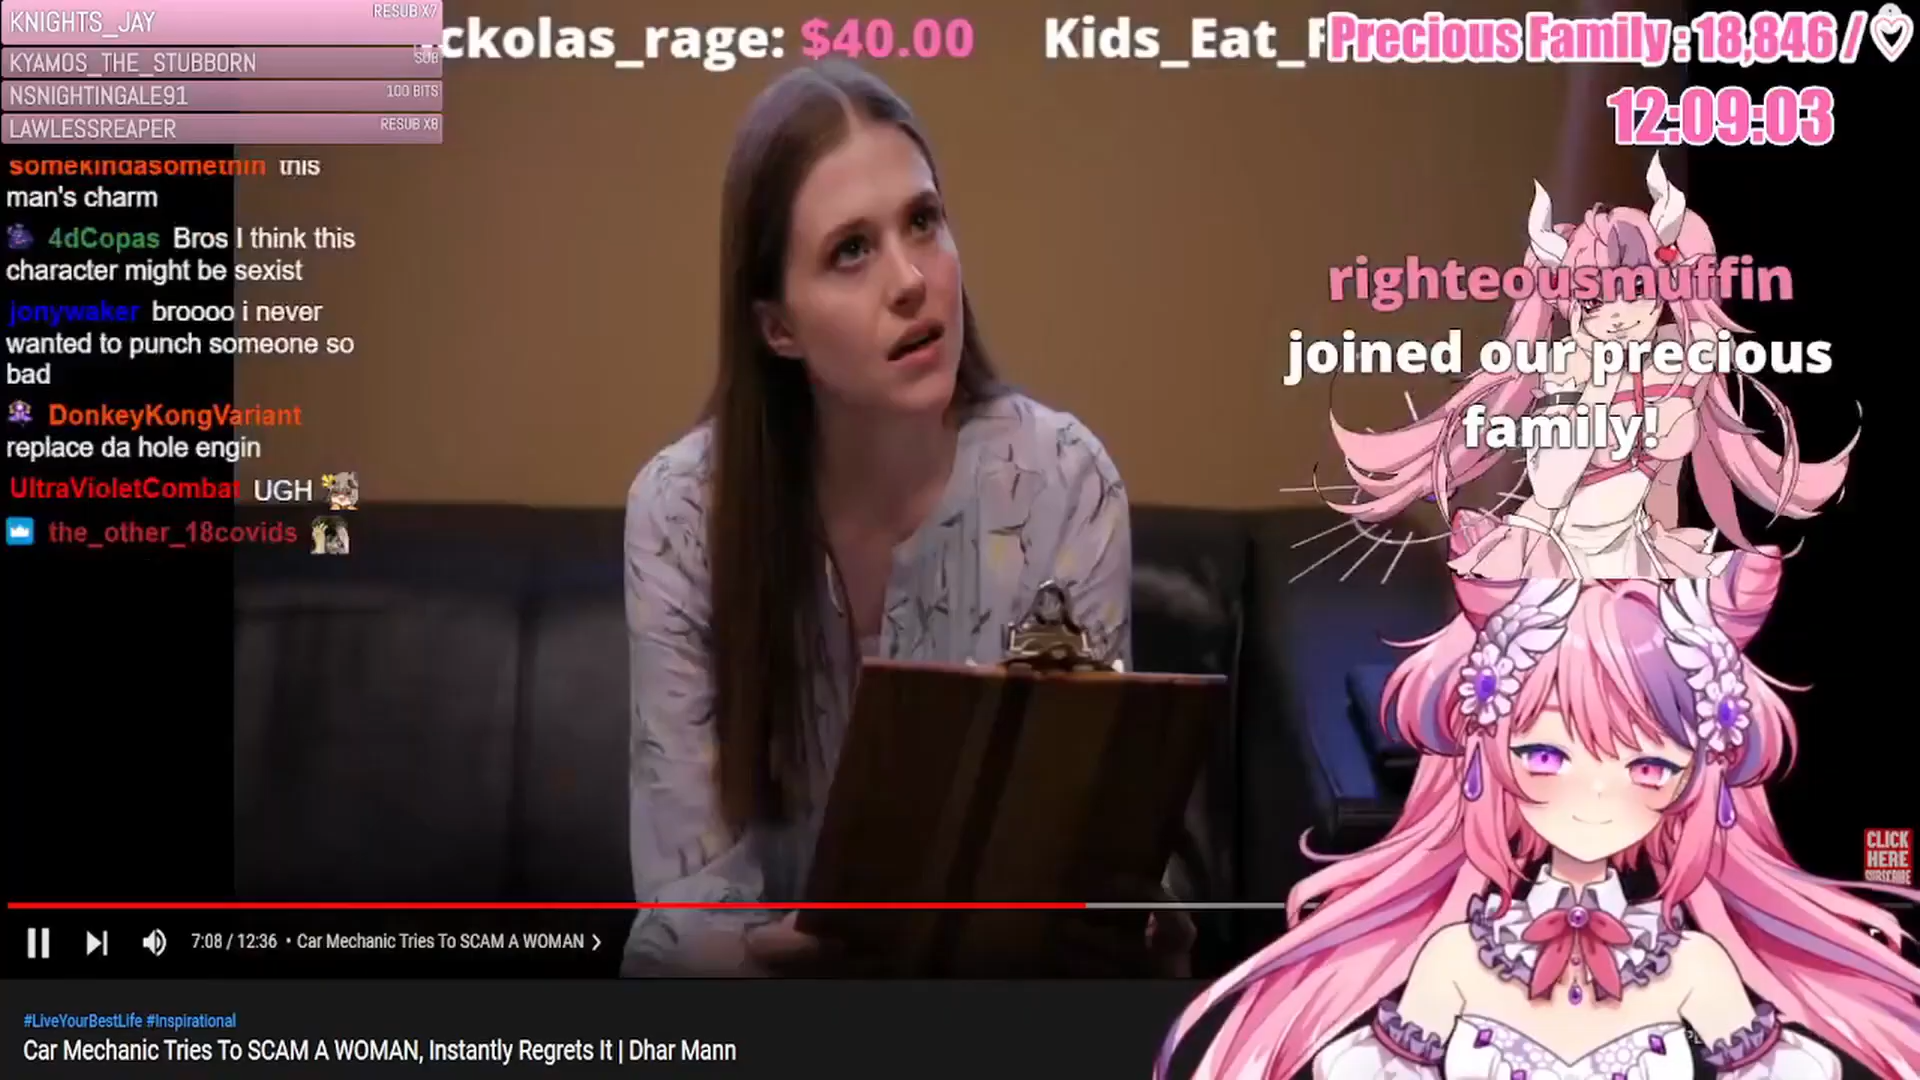 KNIGHTS_JAY RESUB X7
KYAMOS_THE_STUBBORN SUB
NSNIGHTINGALE91 100 BITS
LAWLESSREAPER RESUB X8
ckolas_rage: $40.00 Kids_Eat_
Precious Family : 18,846 /
12:09:03
somekindasomethin this
man's charm
4dCopas Bros I think this
character might be sexist
jonywaker broooo i never
wanted to punch someone so
bad
DonkeyKongVariant
replace da hole engin
UltraVioletCombat UGH
the_other_18covids
righteousmuffin
joined our precious
family!
CLICK
HERE
SUBSCRIBE
7:08 / 12:36 • Car Mechanic Tries To SCAM A WOMAN
#LiveYourBestLife #Inspirational
Car Mechanic Tries To SCAM A WOMAN, Instantly Regrets It | Dhar Mann